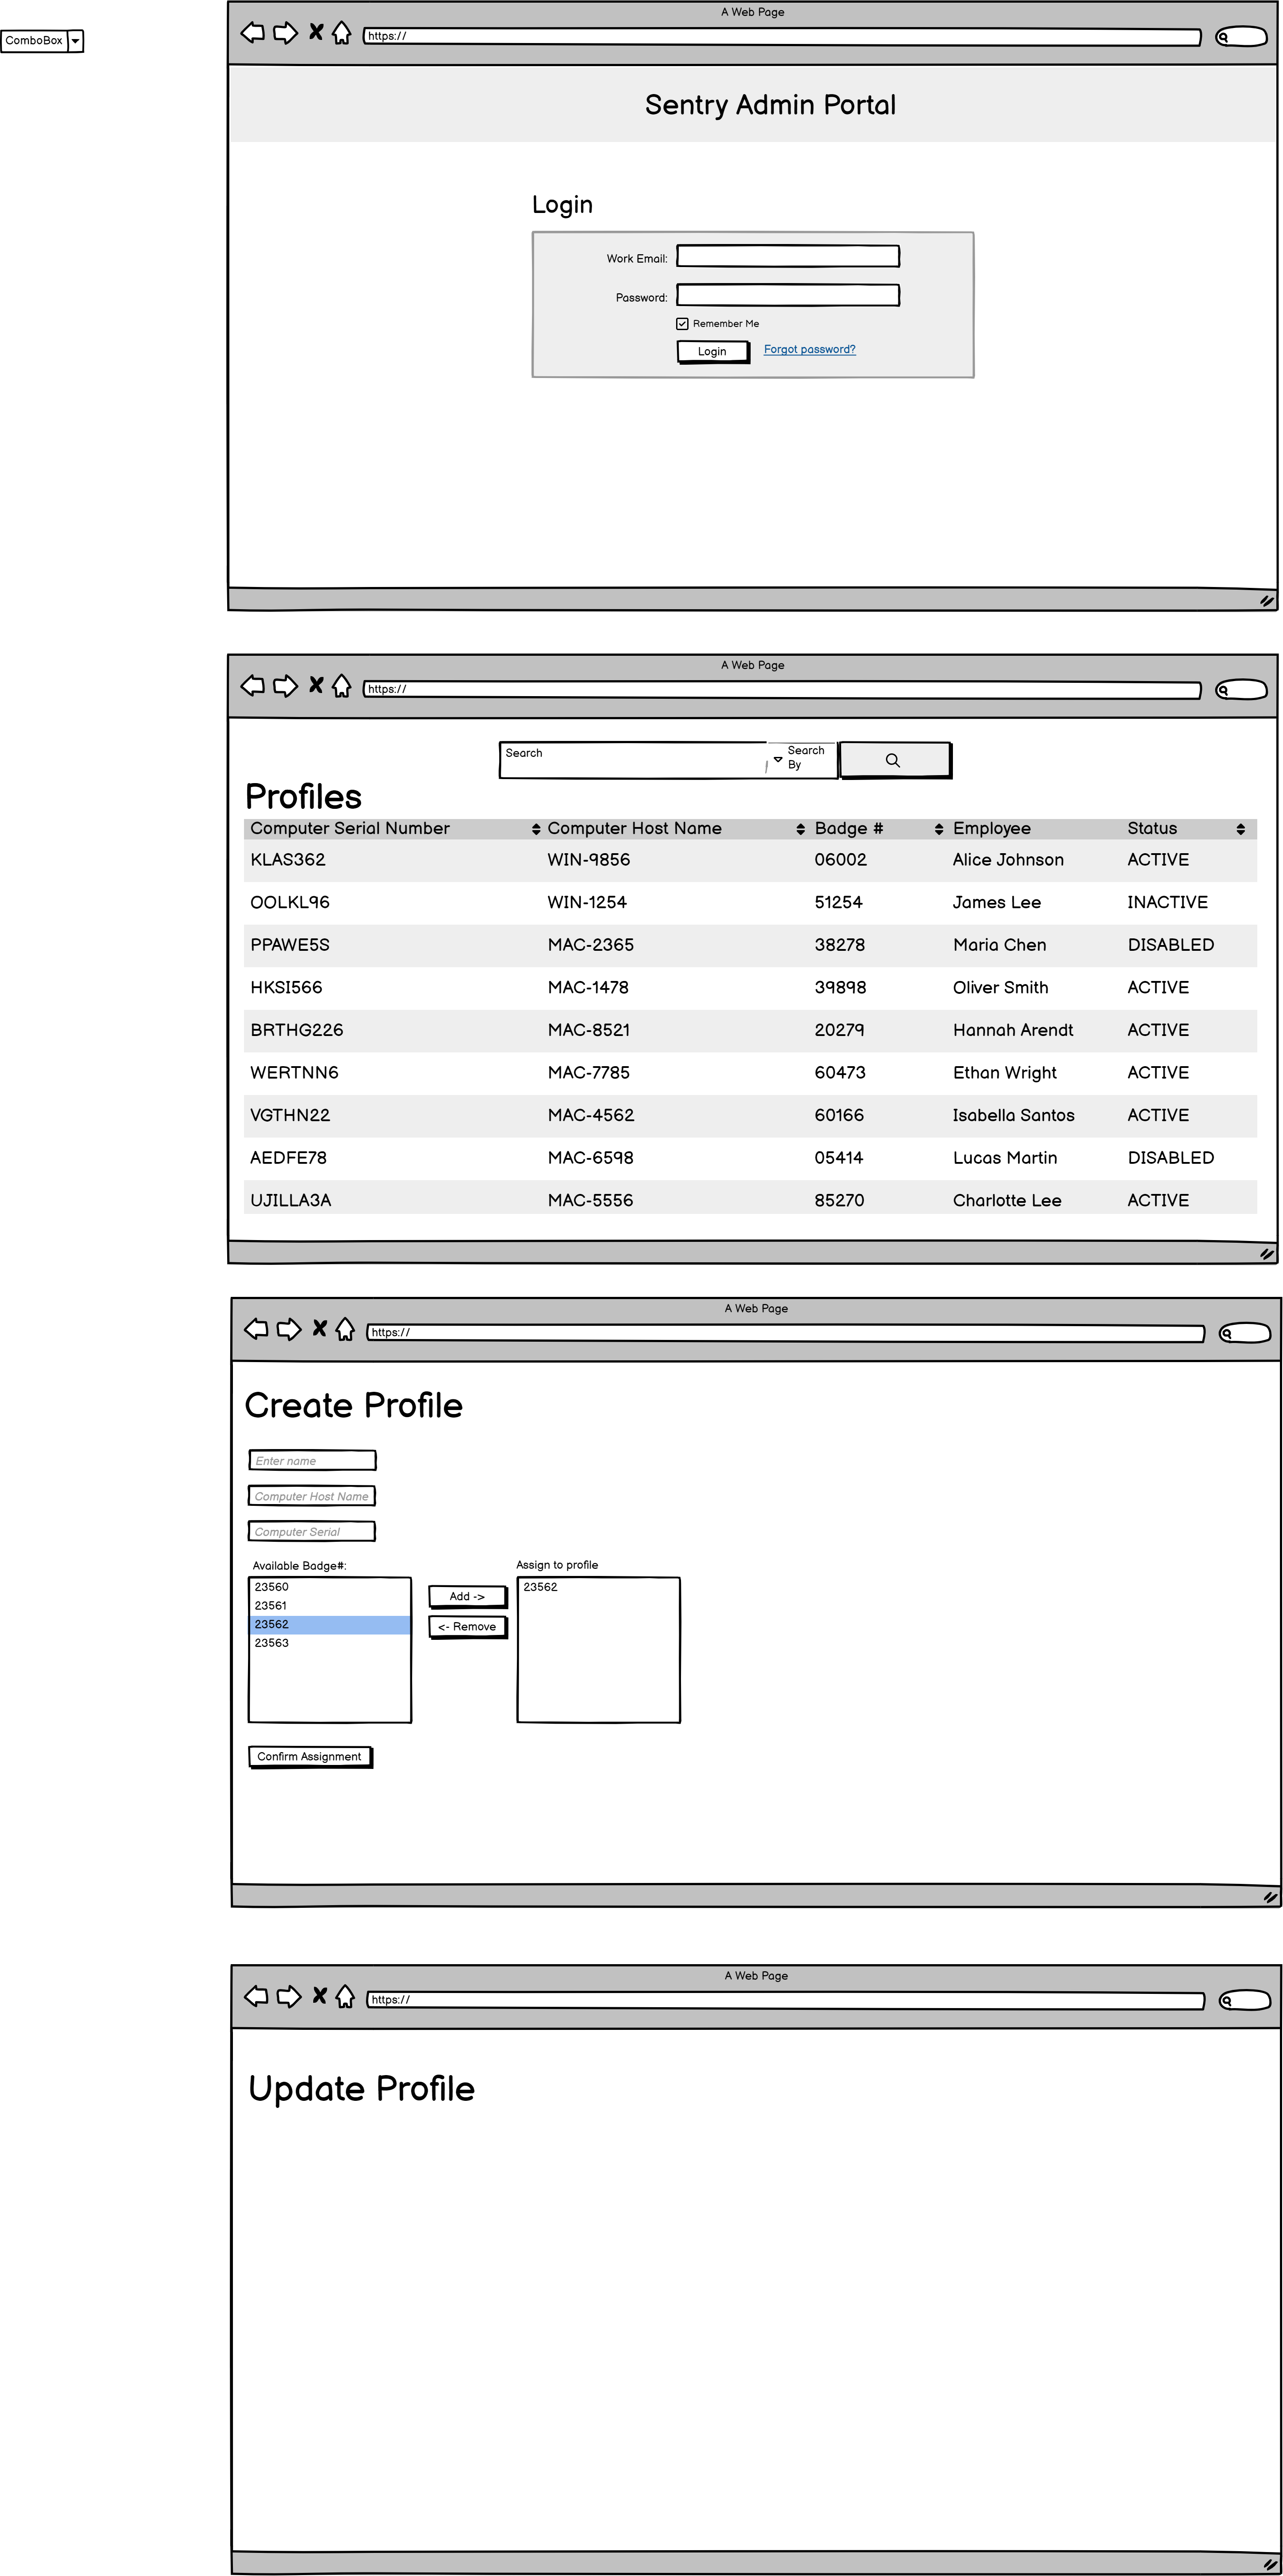 ComboBox
A Web Page
https://
Sentry Admin Portal
Login
Work Email:
Password:
Remember Me
Login Forgot password?
A Web Page
https://
Search Search By
Profiles
Computer Serial Number Computer Host Name Badge # Employee Status
KLAS362 WIN-9856 06002 Alice Johnson ACTIVE
OOLKL96 WIN-1254 51254 James Lee INACTIVE
PPAWE5S MAC-2365 38278 Maria Chen DISABLED
HKSI566 MAC-1478 39898 Oliver Smith ACTIVE
BRTHG226 MAC-8521 20279 Hannah Arendt ACTIVE
WERTNN6 MAC-7785 60473 Ethan Wright ACTIVE
VGTHN22 MAC-4562 60166 Isabella Santos ACTIVE
AEDFE78 MAC-6598 05414 Lucas Martin DISABLED
UJILLA3A MAC-5556 85270 Charlotte Lee ACTIVE
A Web Page
https://
Create Profile
Enter name
Computer Host Name
Computer Serial
Available Badge#: Assign to profile
23560 23562
23561
23562
23563
Add ->
<- Remove
Confirm Assignment
A Web Page
https://
Update Profile